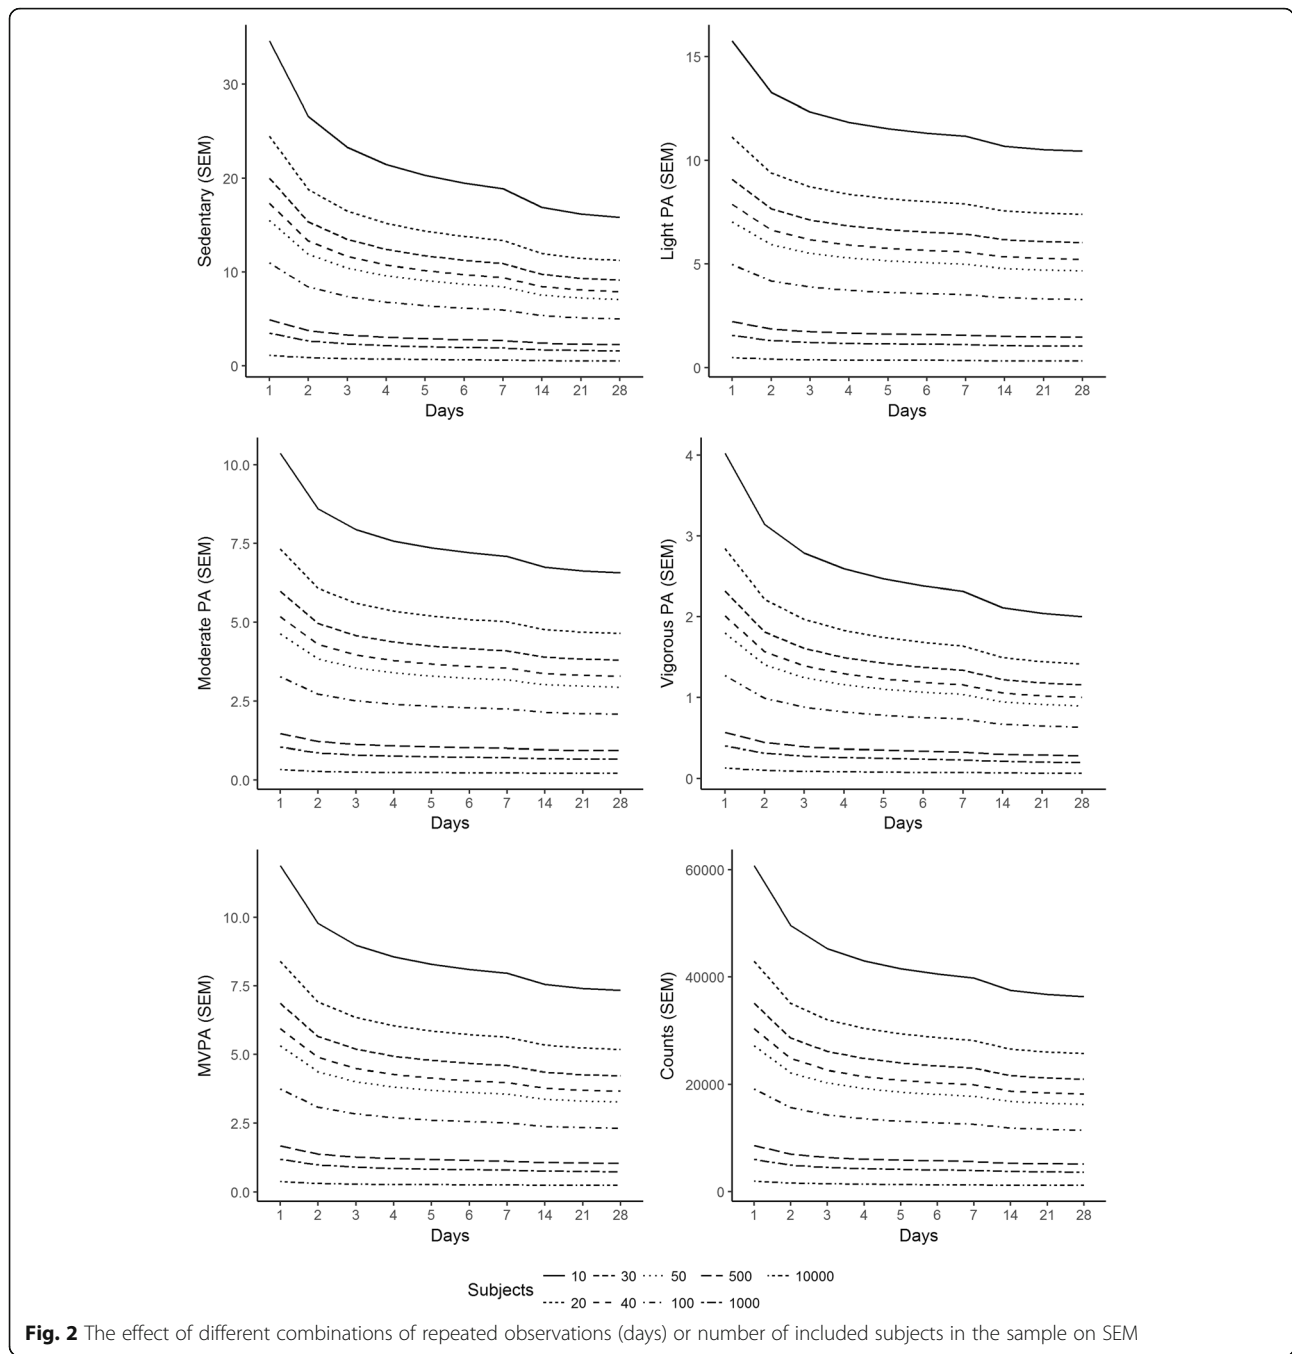 Sedentary (SEM)
30
20
10
0
1 2 3 4 5 6 7 14 21 28
Days
Light PA (SEM)
15
10
5
0
1 2 3 4 5 6 7 14 21 28
Days
Moderate PA (SEM)
10.0
7.5
5.0
2.5
0.0
1 2 3 4 5 6 7 14 21 28
Days
Vigorous PA (SEM)
4
3
2
1
0
1 2 3 4 5 6 7 14 21 28
Days
MVPA (SEM)
10.0
7.5
5.0
2.5
0.0
1 2 3 4 5 6 7 14 21 28
Days
Counts (SEM)
60000
40000
20000
0
1 2 3 4 5 6 7 14 21 28
Days
Subjects
10 30 50 500 10000
20 40 100 1000
Fig. 2 The effect of different combinations of repeated observations (days) or number of included subjects in the sample on SEM